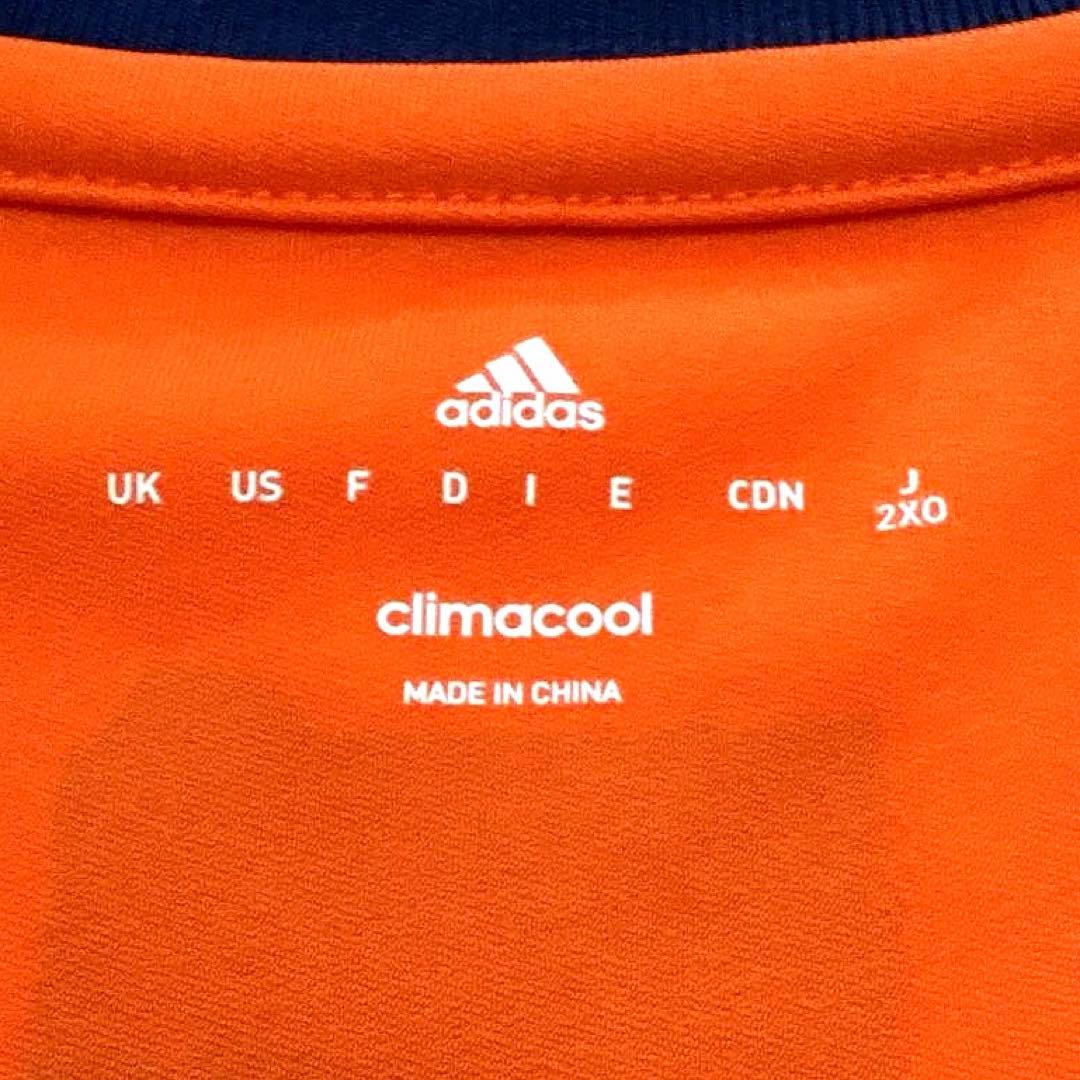 adidas
UK US F D I E CDN J
2XO
climacool
MADE IN CHINA